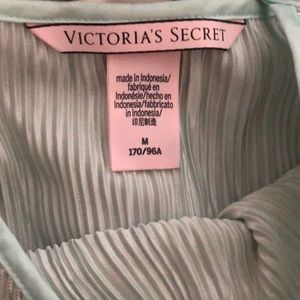 VICTORIA'S SECRET
made in Indonesia/
fabriqué en
Indonésie/hecho en
Indonesia/fabbricato
in Indonesia/
印尼制造
M
170/96A